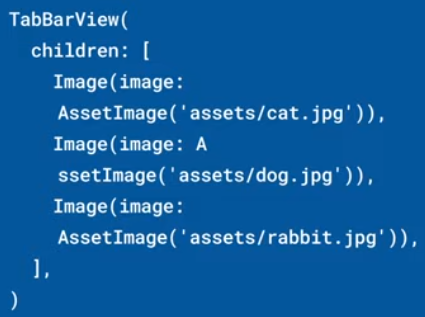 TabBarView(
children: [
Image(image:
AssetImage('assets/cat.jpg')),
Image(image: A
ssetImage('assets/dog.jpg')),
Image(image:
AssetImage('assets/rabbit.jpg')),
],
)